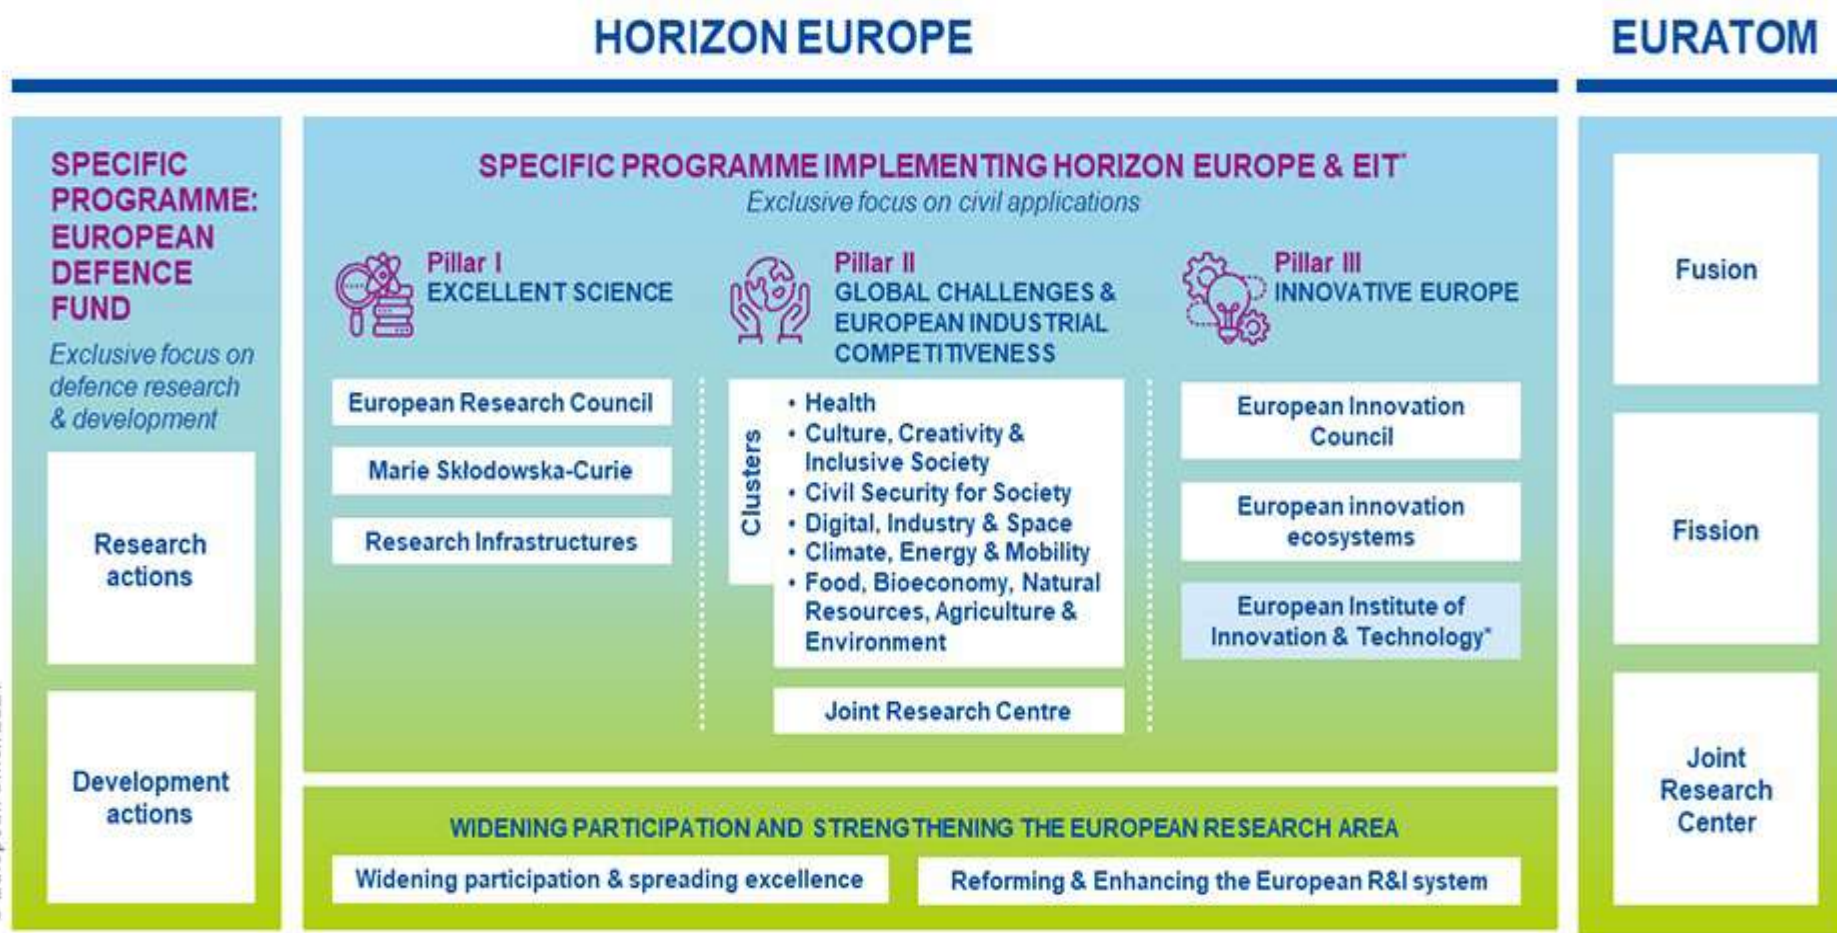 HORIZON EUROPE
EURATOM
SPECIFIC
PROGRAMME:
EUROPEAN
DEFENCE
FUND
Exclusive focus on
defence research
& development
Research
actions
Development
actions
SPECIFIC PROGRAMME IMPLEMENTING HORIZON EUROPE & EIT*
Exclusive focus on civil applications
Pillar I
EXCELLENT SCIENCE
European Research Council
Marie Skłodowska-Curie
Research Infrastructures
Pillar II
GLOBAL CHALLENGES &
EUROPEAN INDUSTRIAL
COMPETITIVENESS
Clusters
• Health
• Culture, Creativity &
Inclusive Society
• Civil Security for Society
• Digital, Industry & Space
• Climate, Energy & Mobility
• Food, Bioeconomy, Natural
Resources, Agriculture &
Environment
Joint Research Centre
Pillar III
INNOVATIVE EUROPE
European Innovation
Council
European innovation
ecosystems
European Institute of
Innovation & Technology*
WIDENING PARTICIPATION AND STRENGTHENING THE EUROPEAN RESEARCH AREA
Widening participation & spreading excellence
Reforming & Enhancing the European R&I system
Fusion
Fission
Joint
Research
Center